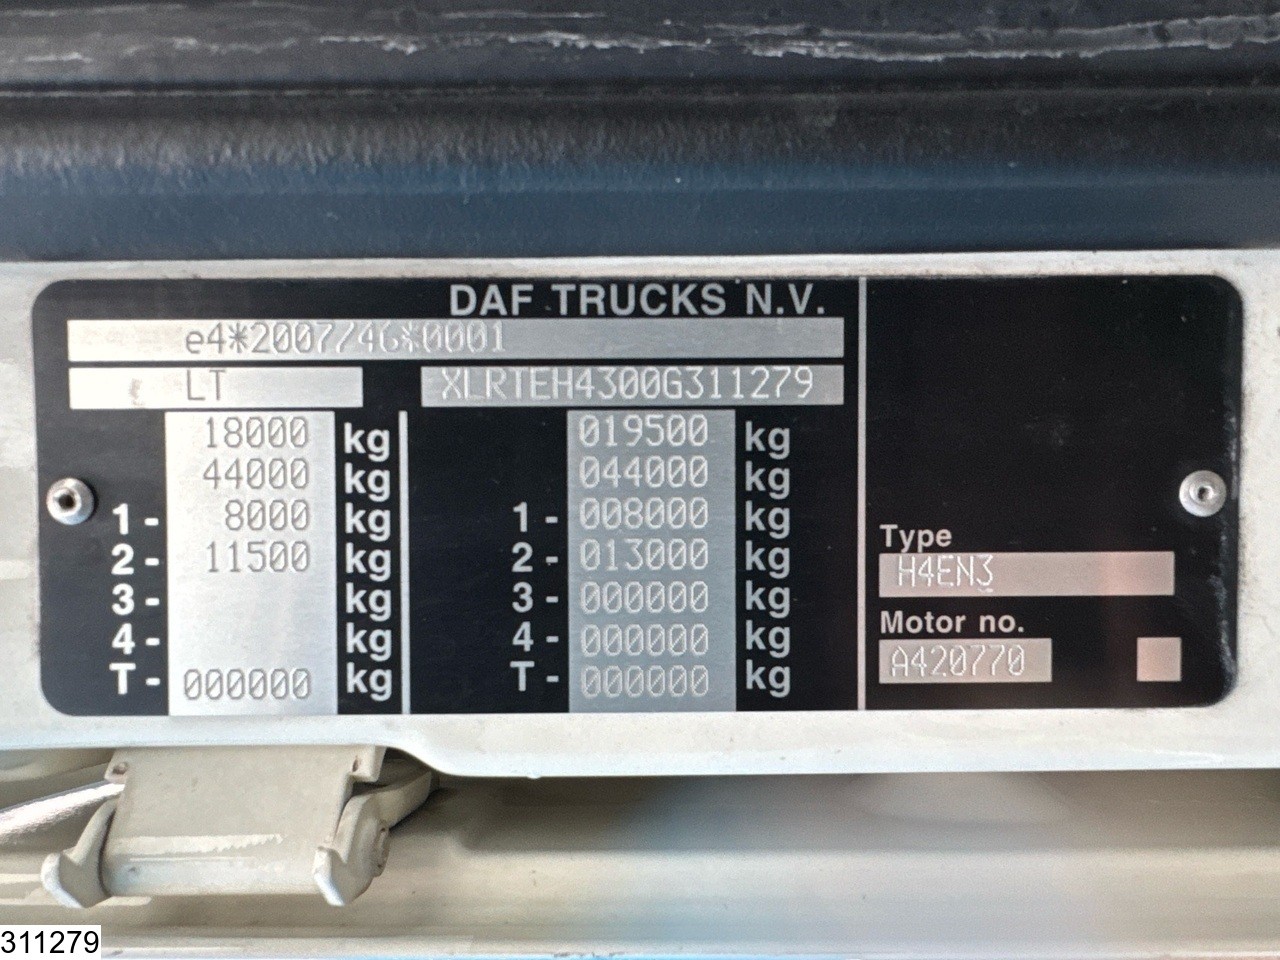 DAF TRUCKS N.V.
e4*2007/46*0001
LT XLRTEH4300G311279
18000 kg 019500 kg
44000 kg 044000 kg
1 - 8000 kg 1 - 008000 kg
2 - 11500 kg 2 - 013000 kg
3 - kg 3 - 000000 kg
4 - kg 4 - 000000 kg
T - 000000 kg T - 000000 kg
Type
H4EN3
Motor no.
A420770
311279